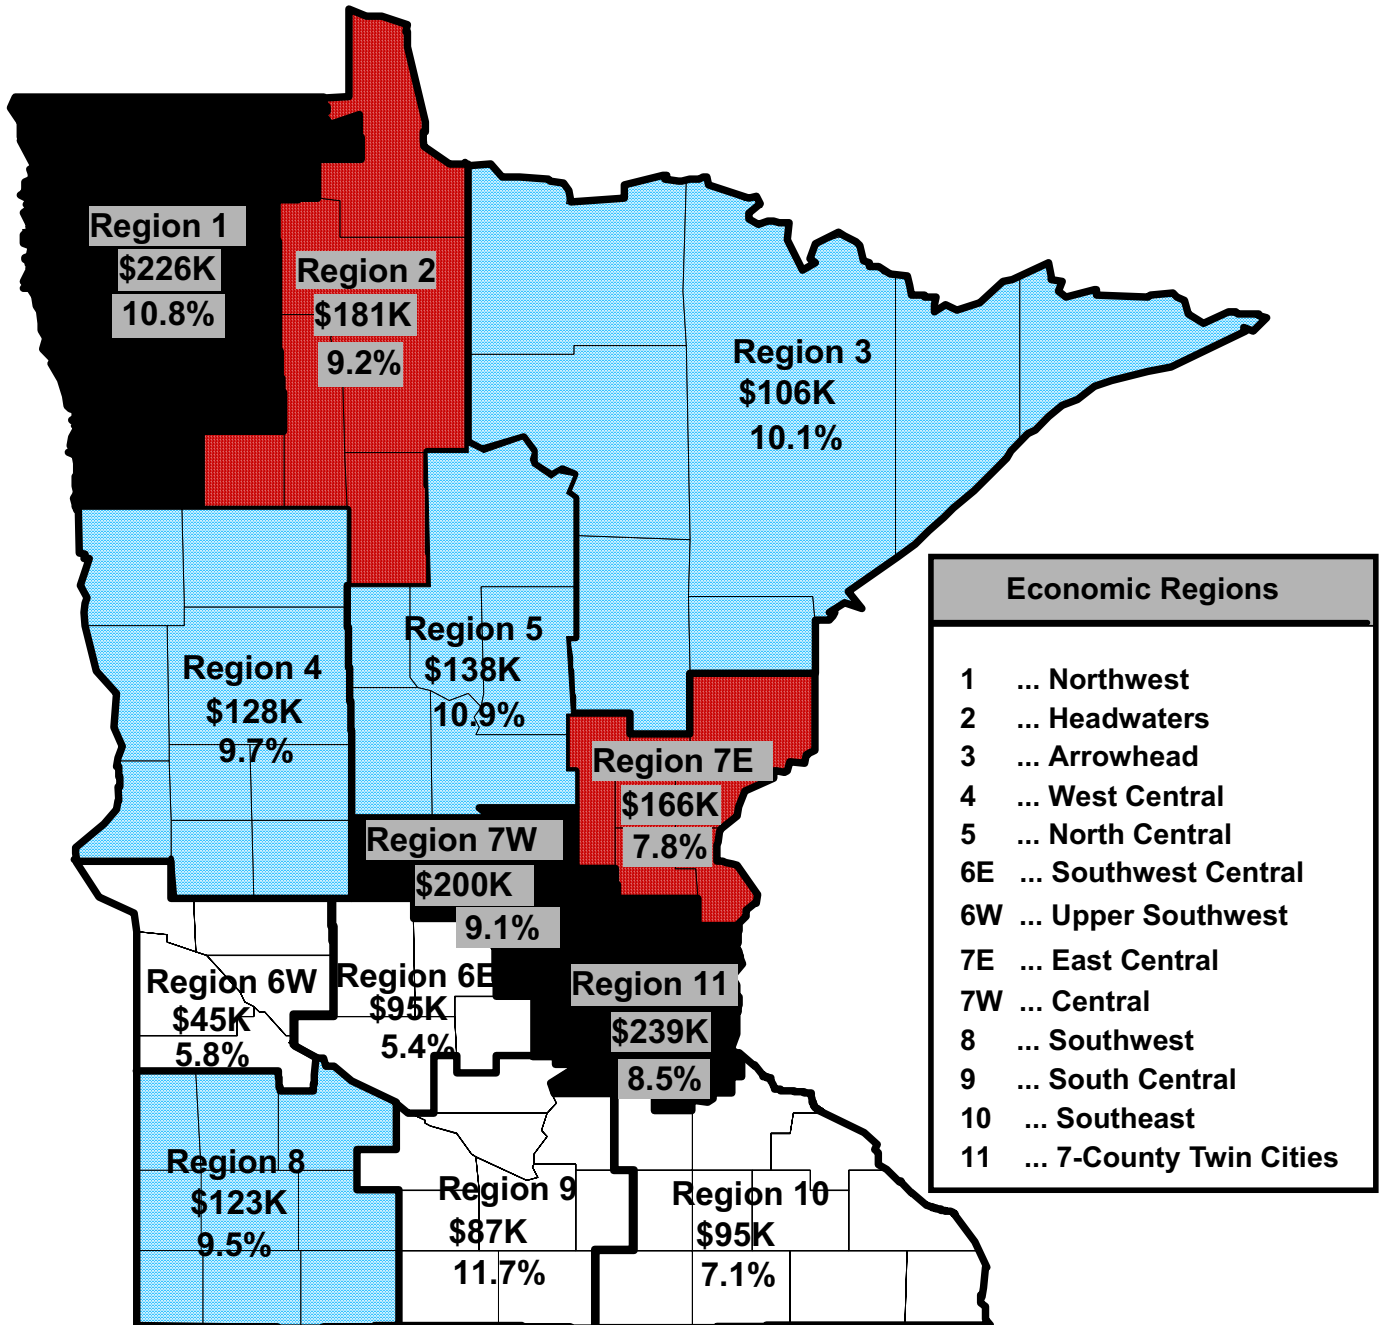 Region 1
$226K
10.8%
Region 2
$181K
9.2%
Region 3
$106K
10.1%
Region 4
$128K
9.7%
Region 5
$138K
10.9%
Region 7E
$166K
7.8%
Region 7W
$200K
9.1%
Region 6W
$45K
5.8%
Region 6E
$95K
5.4%
Region 11
$239K
8.5%
Region 8
$123K
9.5%
Region 9
$87K
11.7%
Region 10
$95K
7.1%
Economic Regions
1 ... Northwest
2 ... Headwaters
3 ... Arrowhead
4 ... West Central
5 ... North Central
6E ... Southwest Central
6W ... Upper Southwest
7E ... East Central
7W ... Central
8 ... Southwest
9 ... South Central
10 ... Southeast
11 ... 7-County Twin Cities